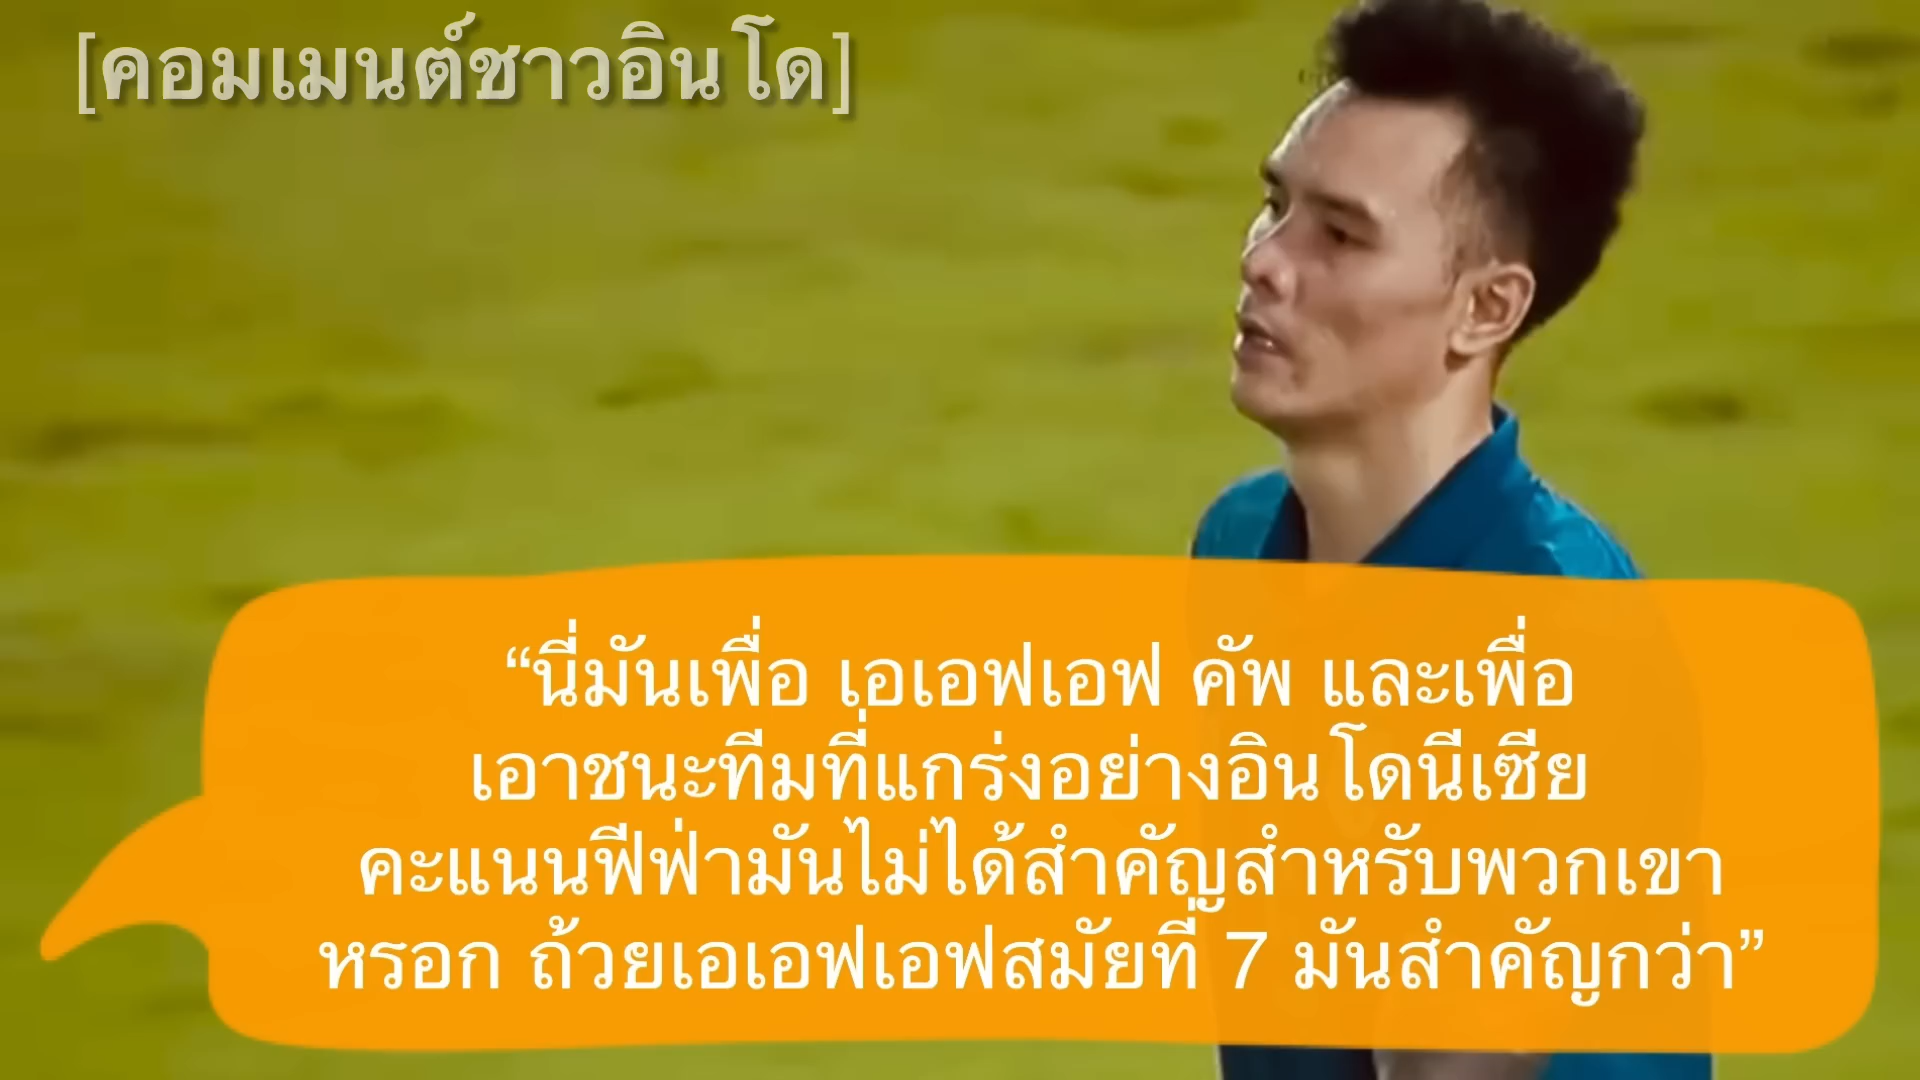 [คอมเมนต์ชาวอินโด]
“นี่มันเพื่อ เอเอฟเอฟ คัพ และเพื่อ
เอาชนะทีมที่แกร่งอย่างอินโดนีเซีย
คะแนนฟีฟ่ามันไม่ได้สำคัญสำหรับพวกเขา
หรอก ถ้วยเอเอฟเอฟสมัยที่ 7 มันสำคัญกว่า”